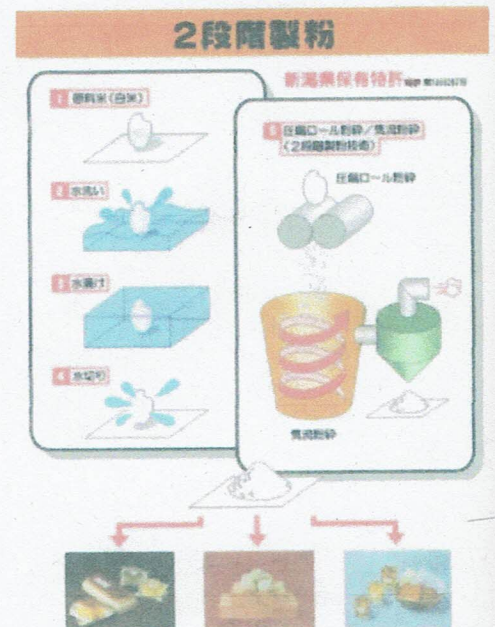 2段階製粉
新潟県保有特許
1 原料米(白米)
2 水洗い
3 水漬け
4 水切り
5 圧扁ロール粉砕/気流粉砕
(2段階製粉技術)
圧扁ロール粉砕
気流粉砕